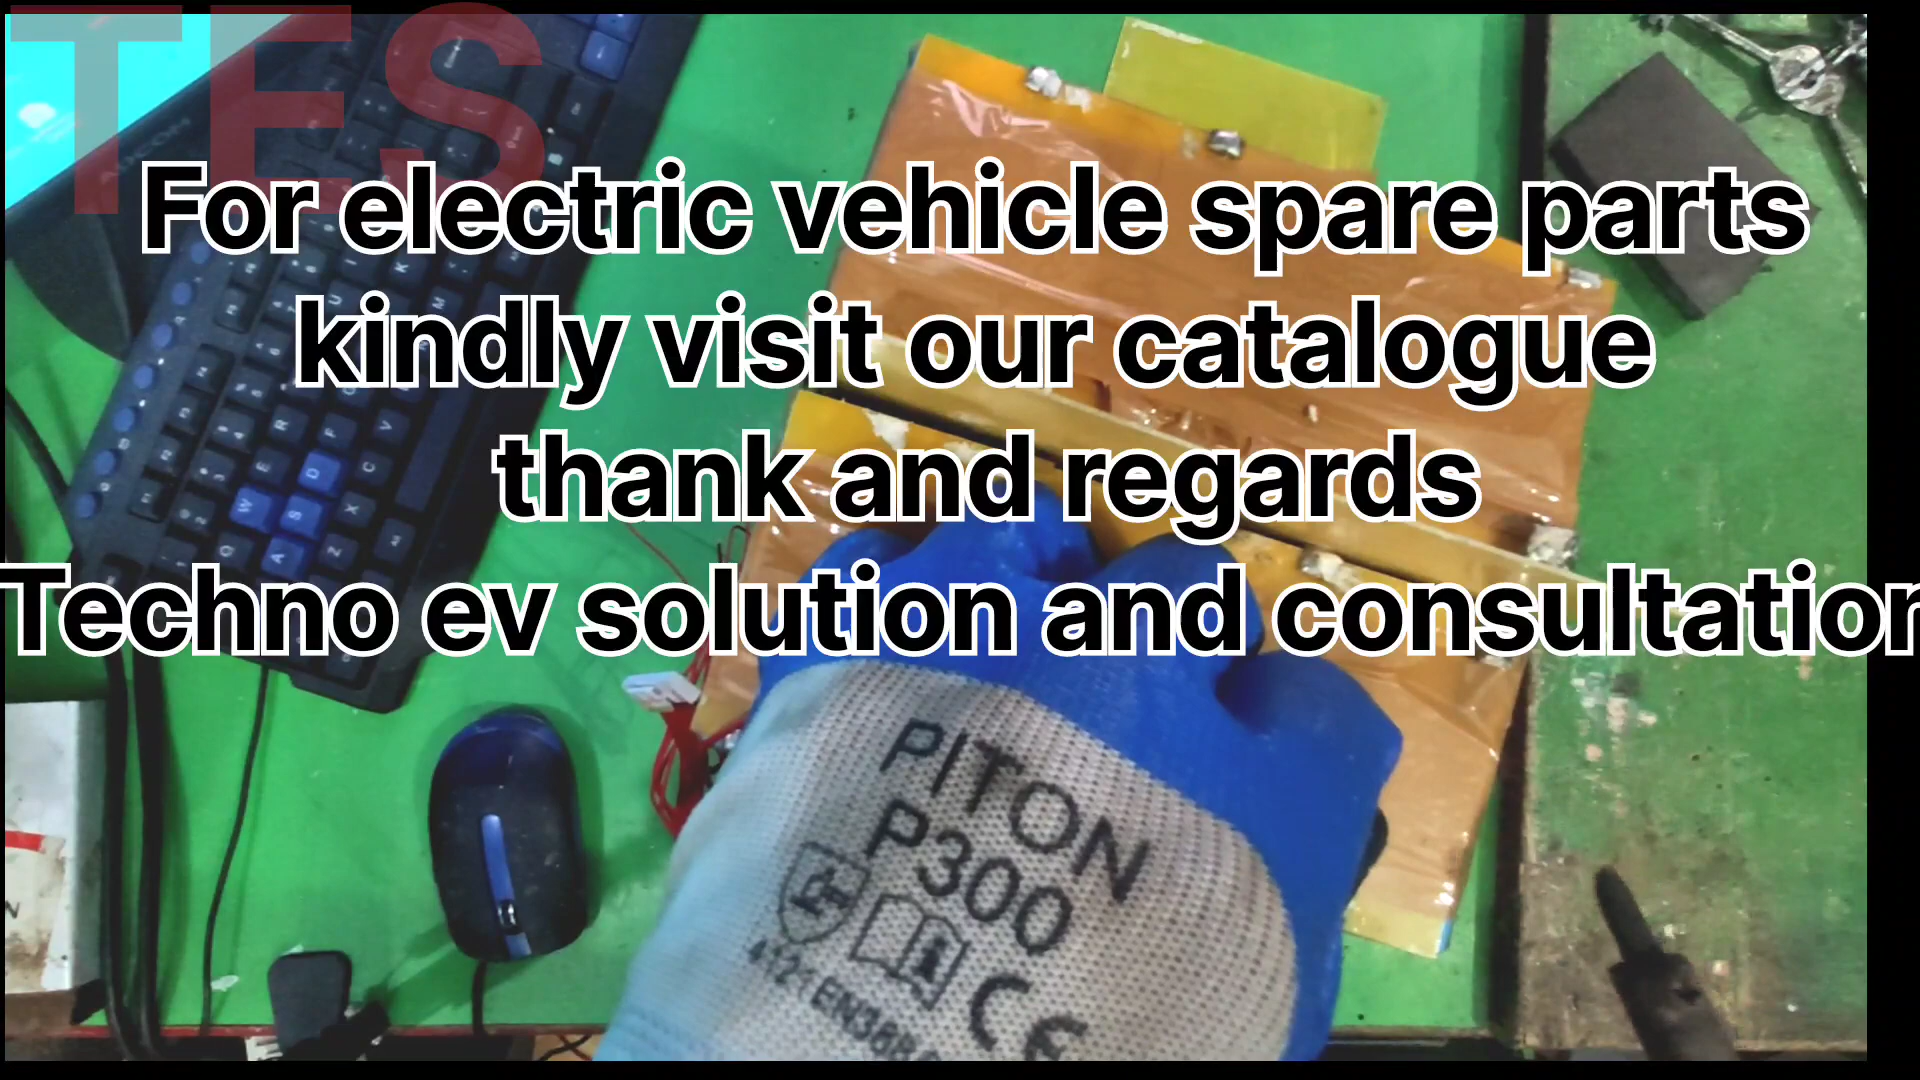 TES
For electric vehicle spare parts
kindly visit our catalogue
thank and regards
Techno ev solution and consultation
PITON
P300
CE